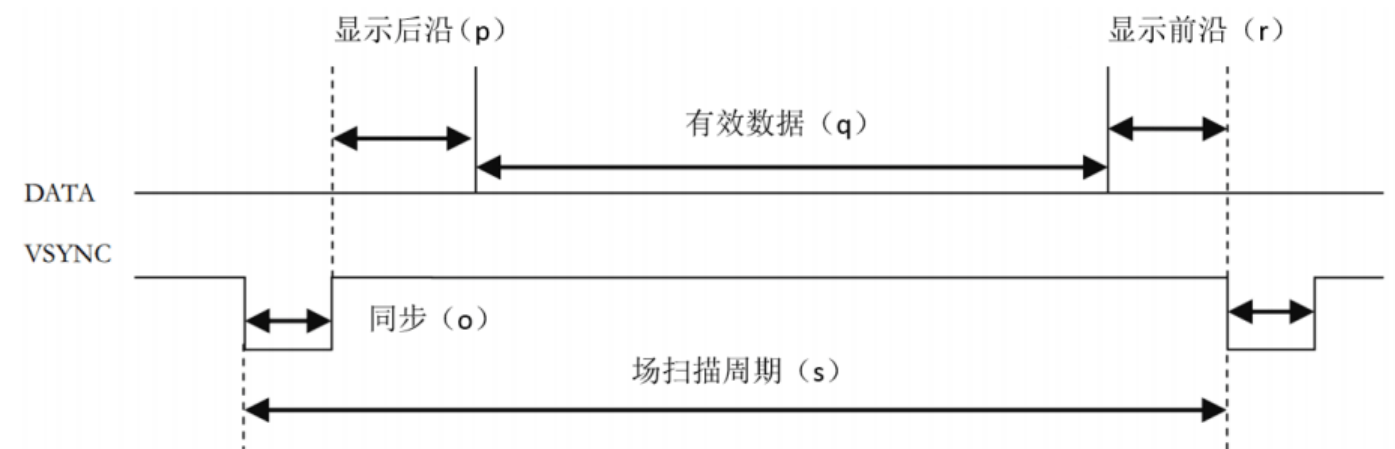 显示后沿（p）
显示前沿（r）
有效数据（q）
DATA
VSYNC
同步（o）
场扫描周期（s）